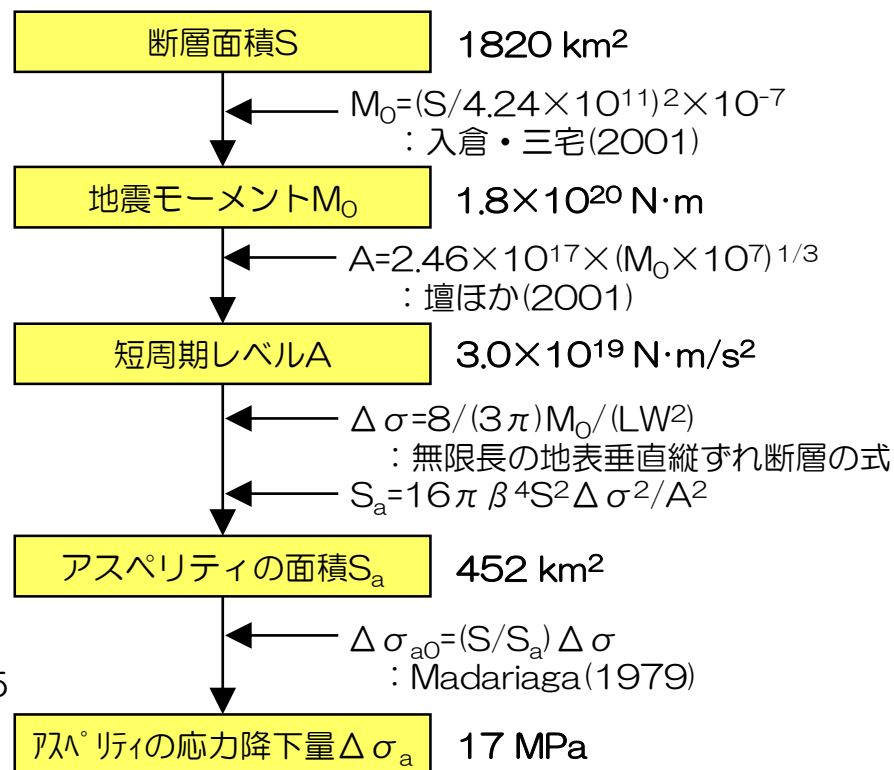 断層面積S 1820 km²
M₀=(S/4.24×10¹¹)²×10⁻⁷
：入倉・三宅(2001)
地震モーメントM₀ 1.8×10²⁰ N·m
A=2.46×10¹⁷×(M₀×10⁷)¹/³
：壇ほか(2001)
短周期レベルA 3.0×10¹⁹ N·m/s²
Δσ=8/(3π)M₀/(LW²)
：無限長の地表垂直縦ずれ断層の式
Sₐ=16πβ⁴S²Δσ²/A²
アスペリティの面積Sₐ 452 km²
Δσₐ₀=(S/Sₐ)Δσ
：Madariaga(1979)
ｱｽﾍﾟﾘﾃｨの応力降下量Δσₐ 17 MPa